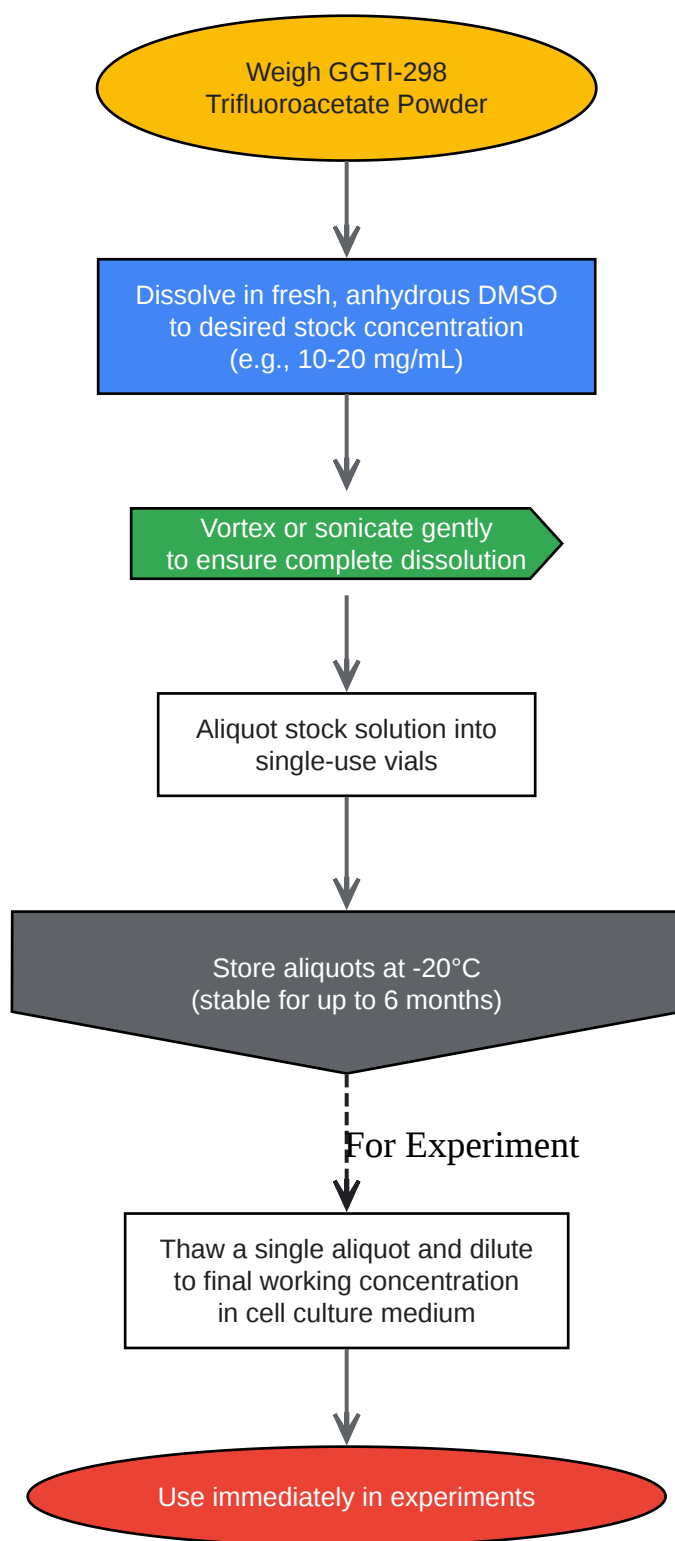 Weigh GGTI-298
Trifluoroacetate Powder
Dissolve in fresh, anhydrous DMSO
to desired stock concentration
(e.g., 10-20 mg/mL)
Vortex or sonicate gently
to ensure complete dissolution
Aliquot stock solution into
single-use vials
Store aliquots at -20°C
(stable for up to 6 months)
For Experiment
Thaw a single aliquot and dilute
to final working concentration
in cell culture medium
Use immediately in experiments